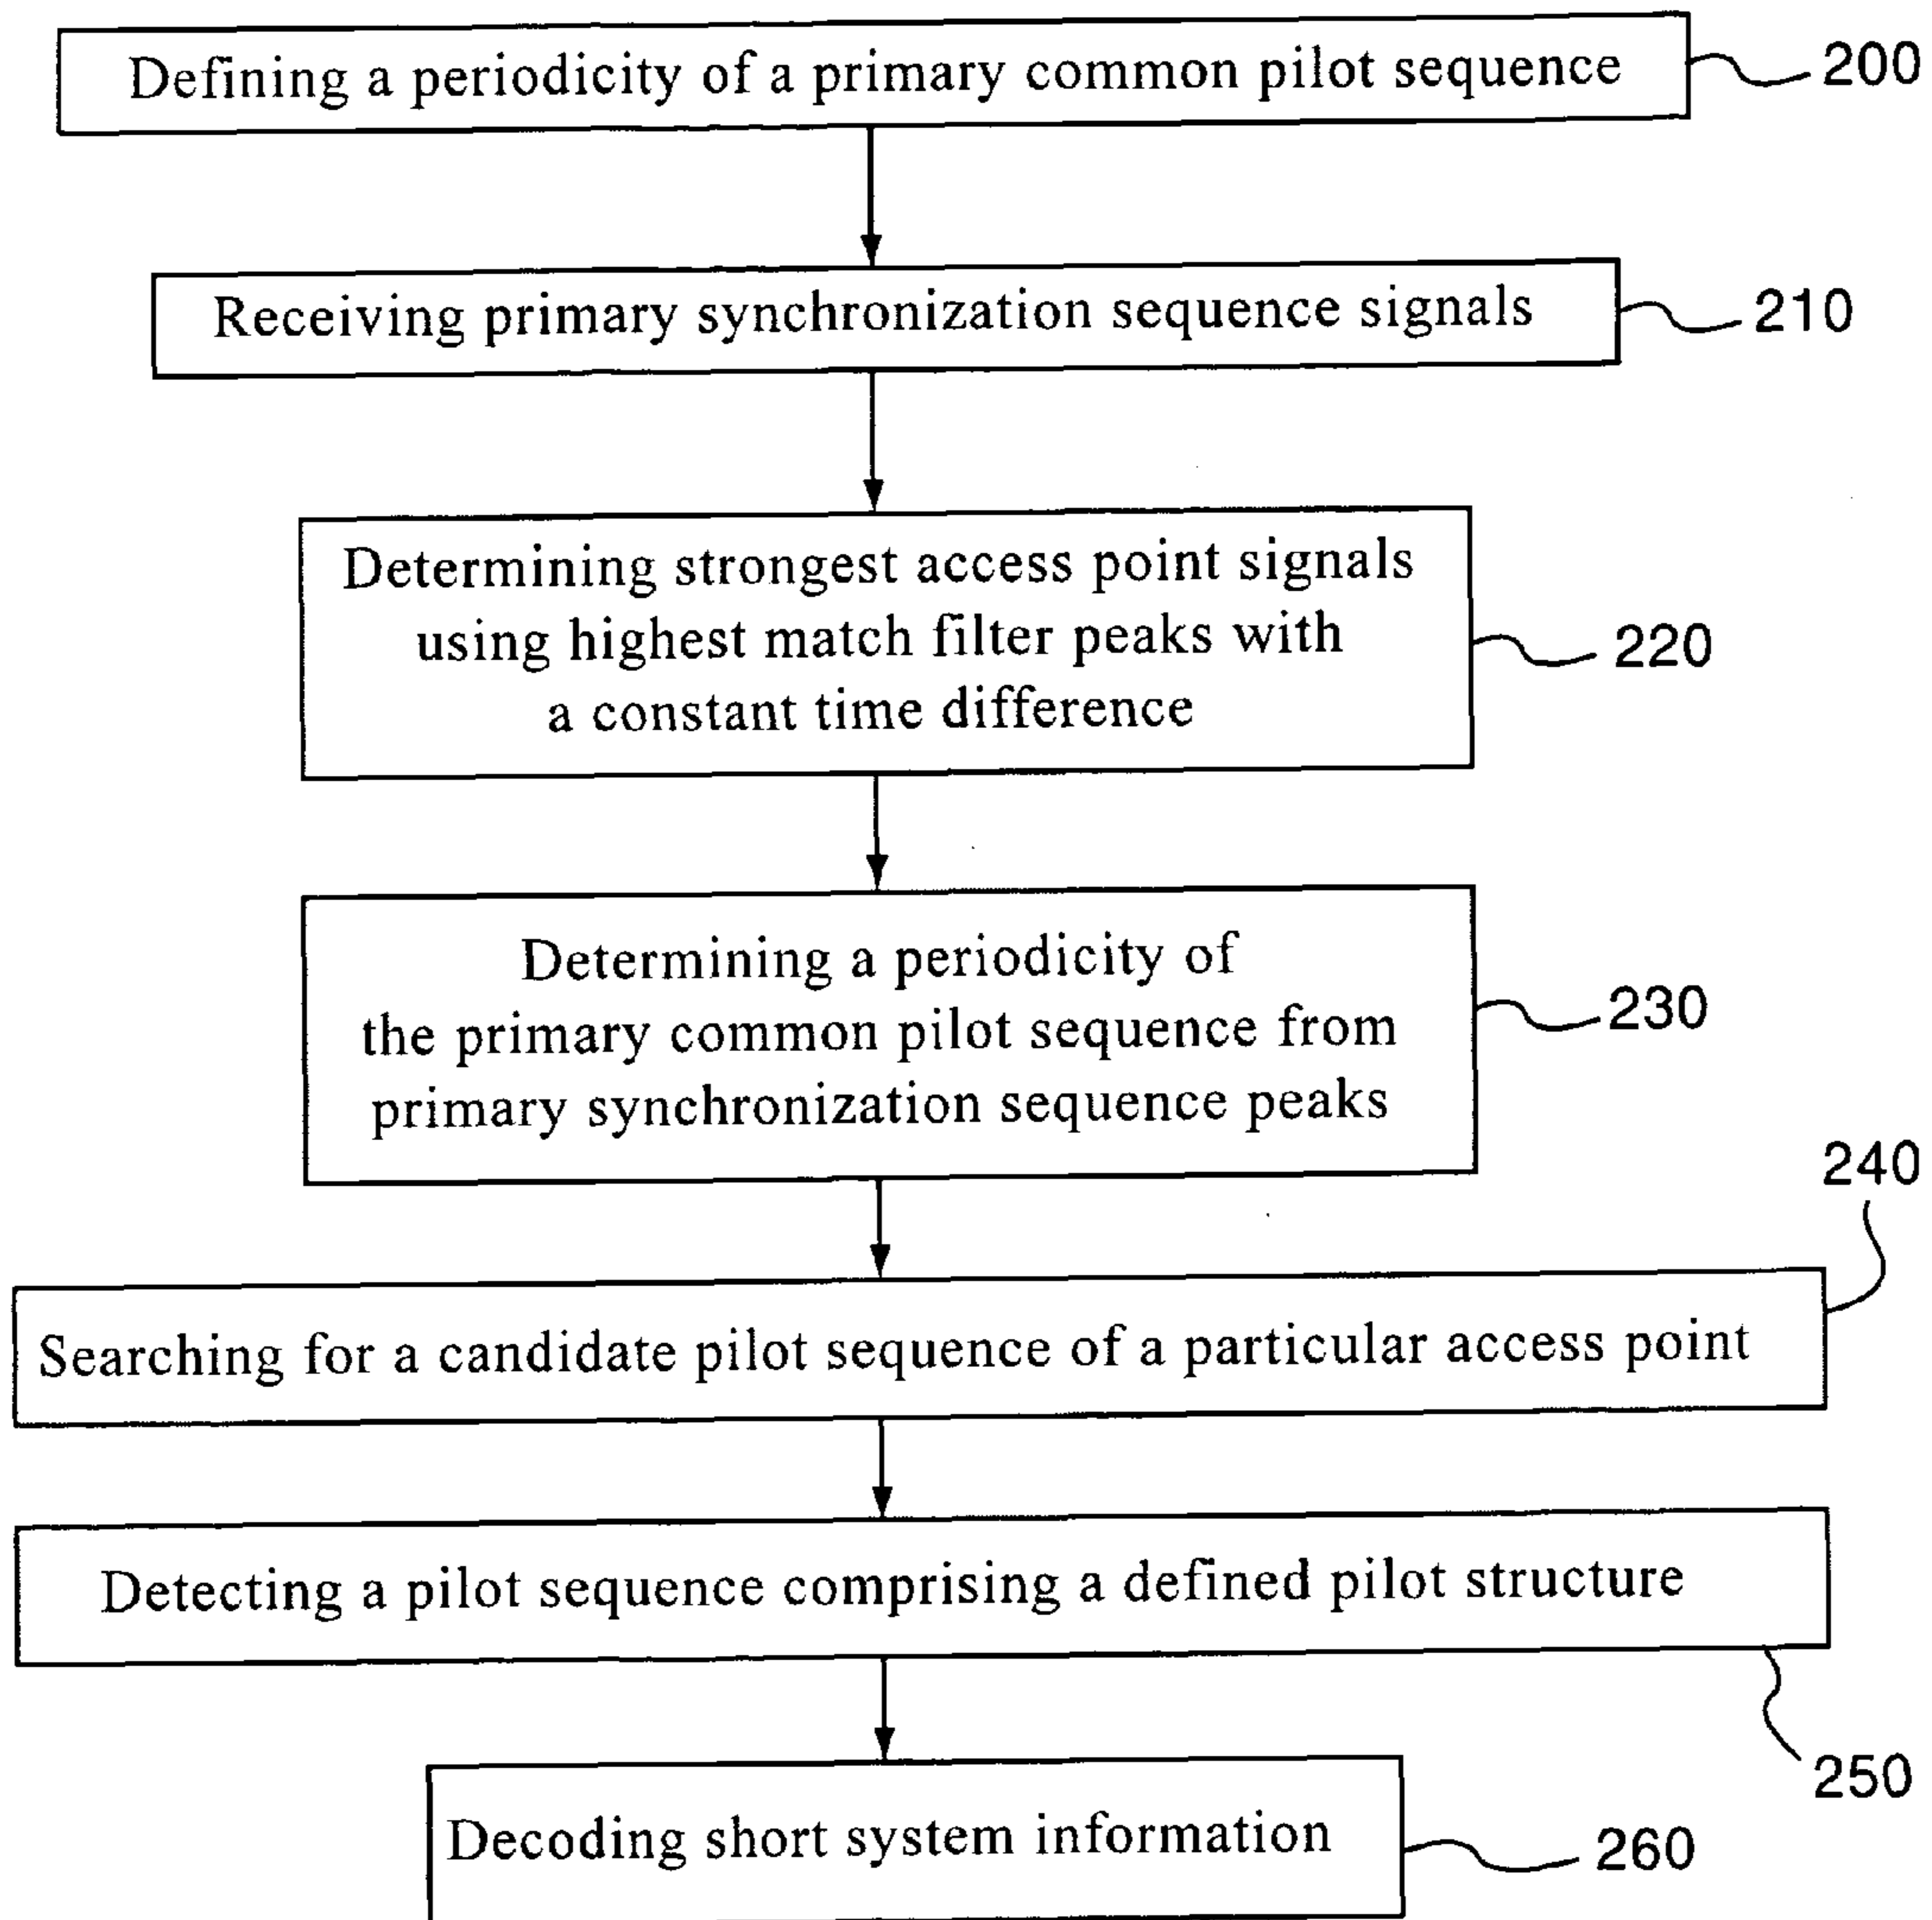 Defining a periodicity of a primary common pilot sequence
200
Receiving primary synchronization sequence signals
210
Determining strongest access point signals
using highest match filter peaks with
a constant time difference
220
Determining a periodicity of
the primary common pilot sequence from
primary synchronization sequence peaks
230
240
Searching for a candidate pilot sequence of a particular access point
Detecting a pilot sequence comprising a defined pilot structure
250
Decoding short system information
260